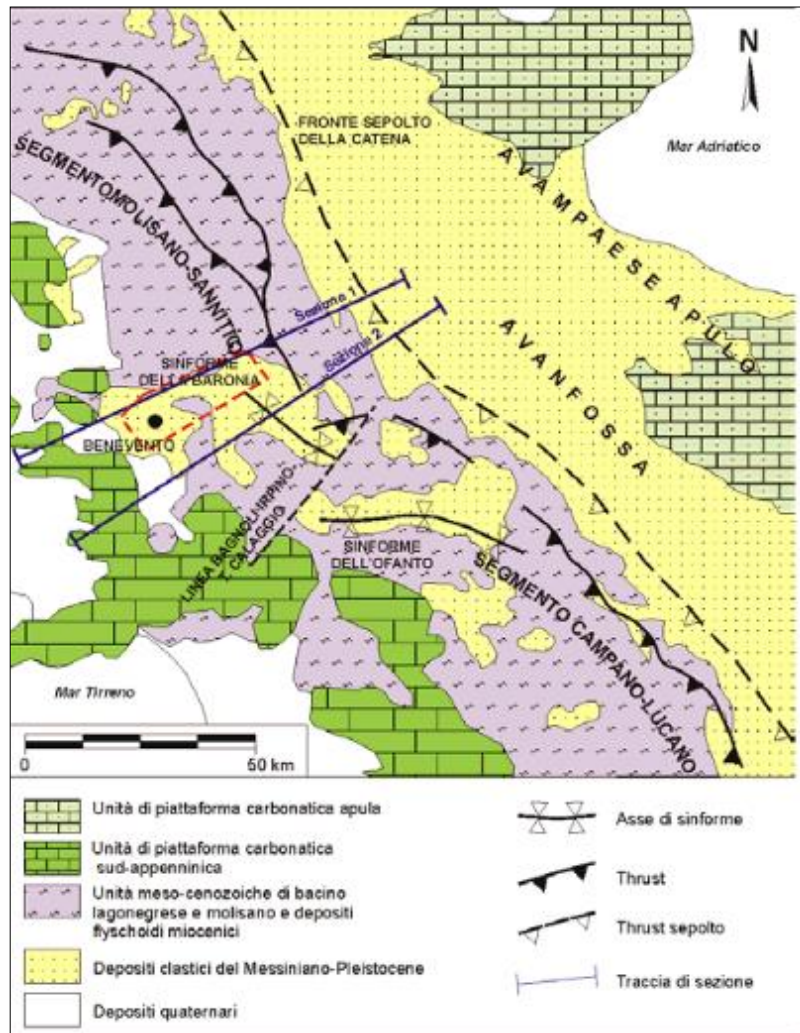 N
FRONTE SEPOLTO
DELLA CATENA
Mar Adriatico
AVAMPAESE APULO
SEGMENTO MOLISANO-SANNITICO
AVANFOSSA
Sezione 1
Sezione 2
SINFORME
DELLA BARONIA
BENEVENTO
LINEA BAGNOLI-IRPINO
T. CALAGGIO
SINFORME
DELL'OFANTO
SEGMENTO CAMPANO-LUCANO
Mar Tirreno
0 50 km
Unità di piattaforma carbonatica apula
Unità di piattaforma carbonatica
sud-appenninica
Unità meso-cenozoiche di bacino
lagonegrese e molisano e depositi
flyschoidi miocenici
Depositi clastici del Messiniano-Pleistocene
Depositi quaternari
Asse di sinforme
Thrust
Thrust sepolto
Traccia di sezione